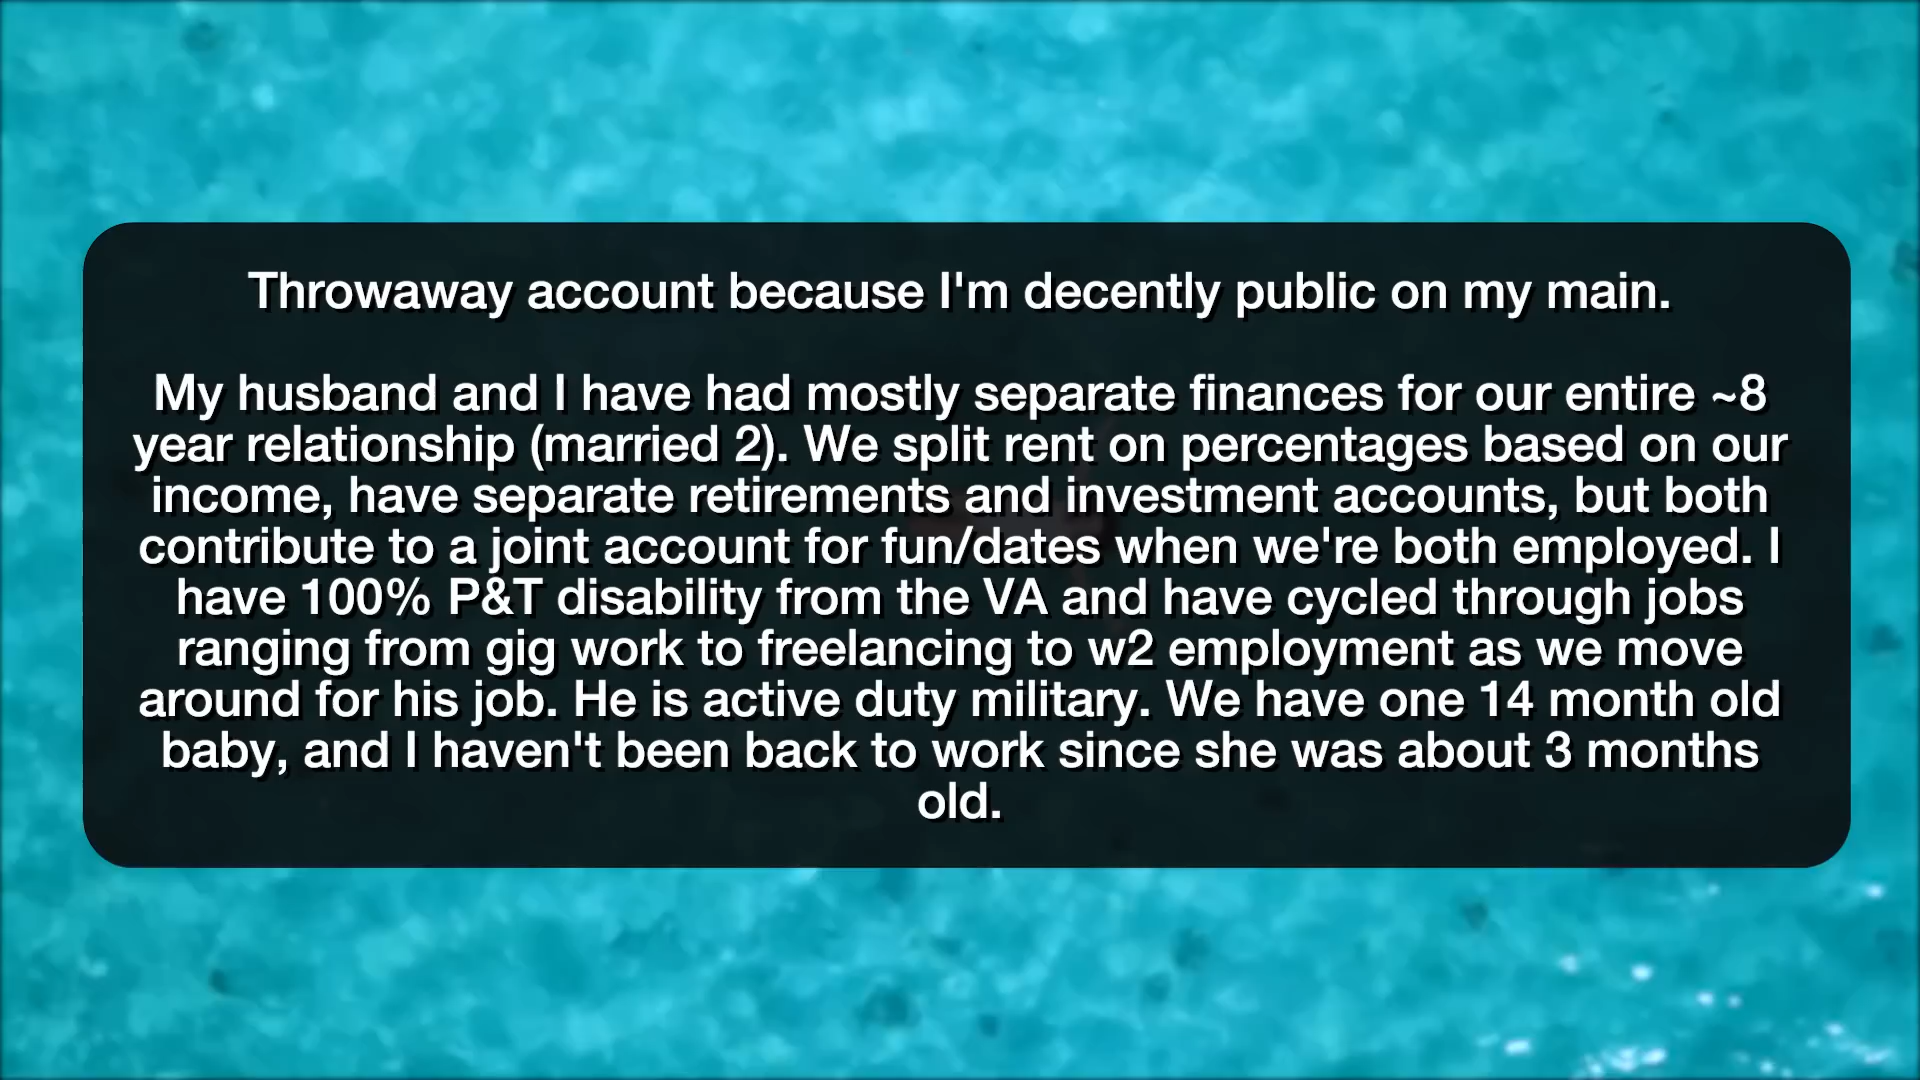 Throwaway account because I'm decently public on my main.
My husband and I have had mostly separate finances for our entire ~8
year relationship (married 2). We split rent on percentages based on our
income, have separate retirements and investment accounts, but both
contribute to a joint account for fun/dates when we're both employed. I
have 100% P&T disability from the VA and have cycled through jobs
ranging from gig work to freelancing to w2 employment as we move
around for his job. He is active duty military. We have one 14 month old
baby, and I haven't been back to work since she was about 3 months
old.